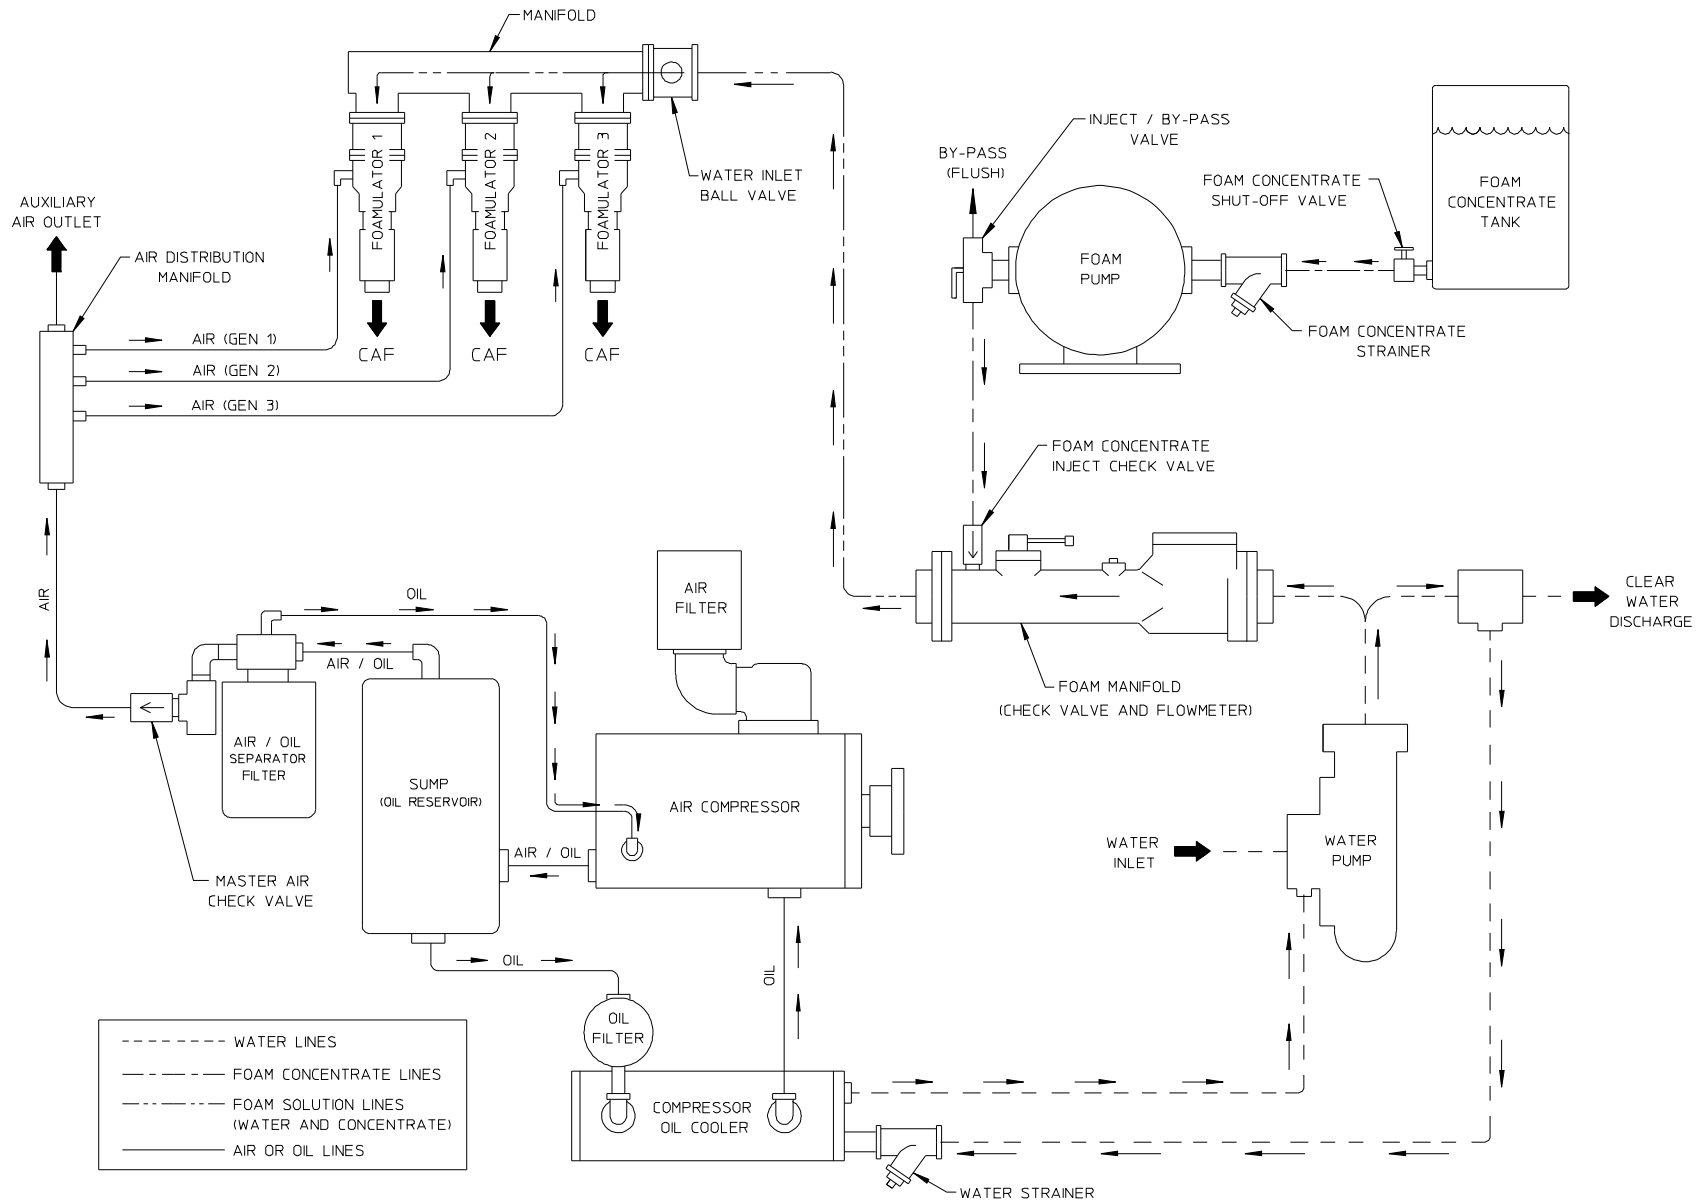 MANIFOLD
FOAMULATOR 1
FOAMULATOR 2
FOAMULATOR 3
WATER INLET
BALL VALVE
CAF
CAF
CAF
AUXILIARY
AIR OUTLET
AIR DISTRIBUTION
MANIFOLD
AIR (GEN 1)
AIR (GEN 2)
AIR (GEN 3)
INJECT / BY-PASS
VALVE
BY-PASS
(FLUSH)
FOAM
PUMP
FOAM CONCENTRATE
SHUT-OFF VALVE
FOAM
CONCENTRATE
TANK
FOAM CONCENTRATE
STRAINER
FOAM CONCENTRATE
INJECT CHECK VALVE
FOAM MANIFOLD
(CHECK VALVE AND FLOWMETER)
CLEAR
WATER
DISCHARGE
AIR
OIL
AIR / OIL
AIR / OIL
SEPARATOR
FILTER
MASTER AIR
CHECK VALVE
SUMP
(OIL RESERVOIR)
AIR
FILTER
AIR COMPRESSOR
AIR / OIL
WATER
INLET
WATER
PUMP
OIL
OIL
OIL
FILTER
COMPRESSOR
OIL COOLER
WATER STRAINER
WATER LINES
FOAM CONCENTRATE LINES
FOAM SOLUTION LINES
(WATER AND CONCENTRATE)
AIR OR OIL LINES